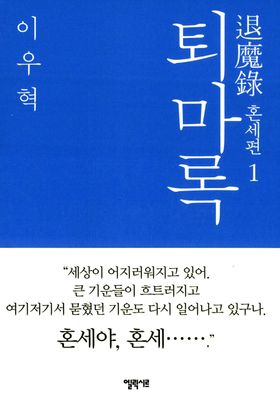 이우혁
退魔錄
퇴마록
혼세편 1
"세상이 어지러워지고 있어.
큰 기운들이 흐트러지고
여기저기서 묻혔던 기운도 다시 일어나고 있구나.
혼세야, 혼세……."
엘릭시르